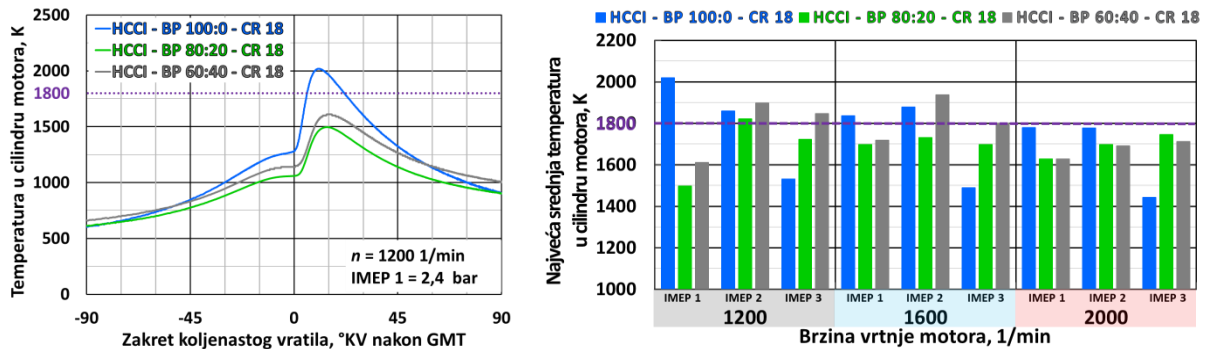 Temperatura u cilindru motora, K
3000
2500
2000
1800
1500
1000
500
0
HCCI - BP 100:0 - CR 18
HCCI - BP 80:20 - CR 18
HCCI - BP 60:40 - CR 18
n = 1200 1/min
IMEP 1 = 2,4 bar
-90 -45 0 45 90
Zakret koljenastog vratila, °KV nakon GMT
HCCI - BP 100:0 - CR 18 HCCI - BP 80:20 - CR 18 HCCI - BP 60:40 - CR 18
Najveća srednja temperatura
u cilindru motora, K
2200
2000
1800
1600
1400
1200
1000
IMEP 1 IMEP 2 IMEP 3 IMEP 1 IMEP 2 IMEP 3 IMEP 1 IMEP 2 IMEP 3
1200 1600 2000
Brzina vrtnje motora, 1/min